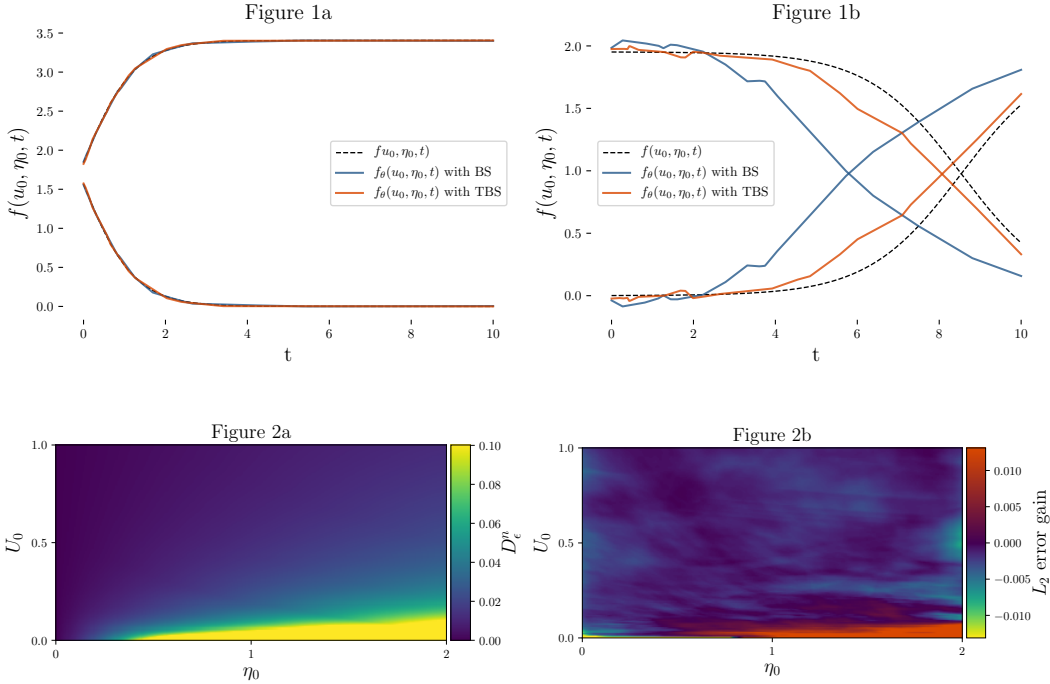 Figure 1a
f(u₀, η₀, t)
3.5
3.0
2.5
2.0
1.5
1.0
0.5
0.0
fu₀, η₀, t)
f_θ(u₀, η₀, t) with BS
f_θ(u₀, η₀, t) with TBS
0 2 4 6 8 10
t
Figure 1b
f(u₀, η₀, t)
2.0
1.5
1.0
0.5
0.0
f(u₀, η₀, t)
f_θ(u₀, η₀, t) with BS
f_θ(u₀, η₀, t) with TBS
0 2 4 6 8 10
t
Figure 2a
U₀
1.0
0.5
0.0
0 1 2
η₀
0.10
0.08
0.06
0.04
0.02
0.00
D_ϵ^n
Figure 2b
U₀
1.0
0.5
0.0
0 1 2
η₀
0.010
0.005
0.000
−0.005
−0.010
L₂ error gain